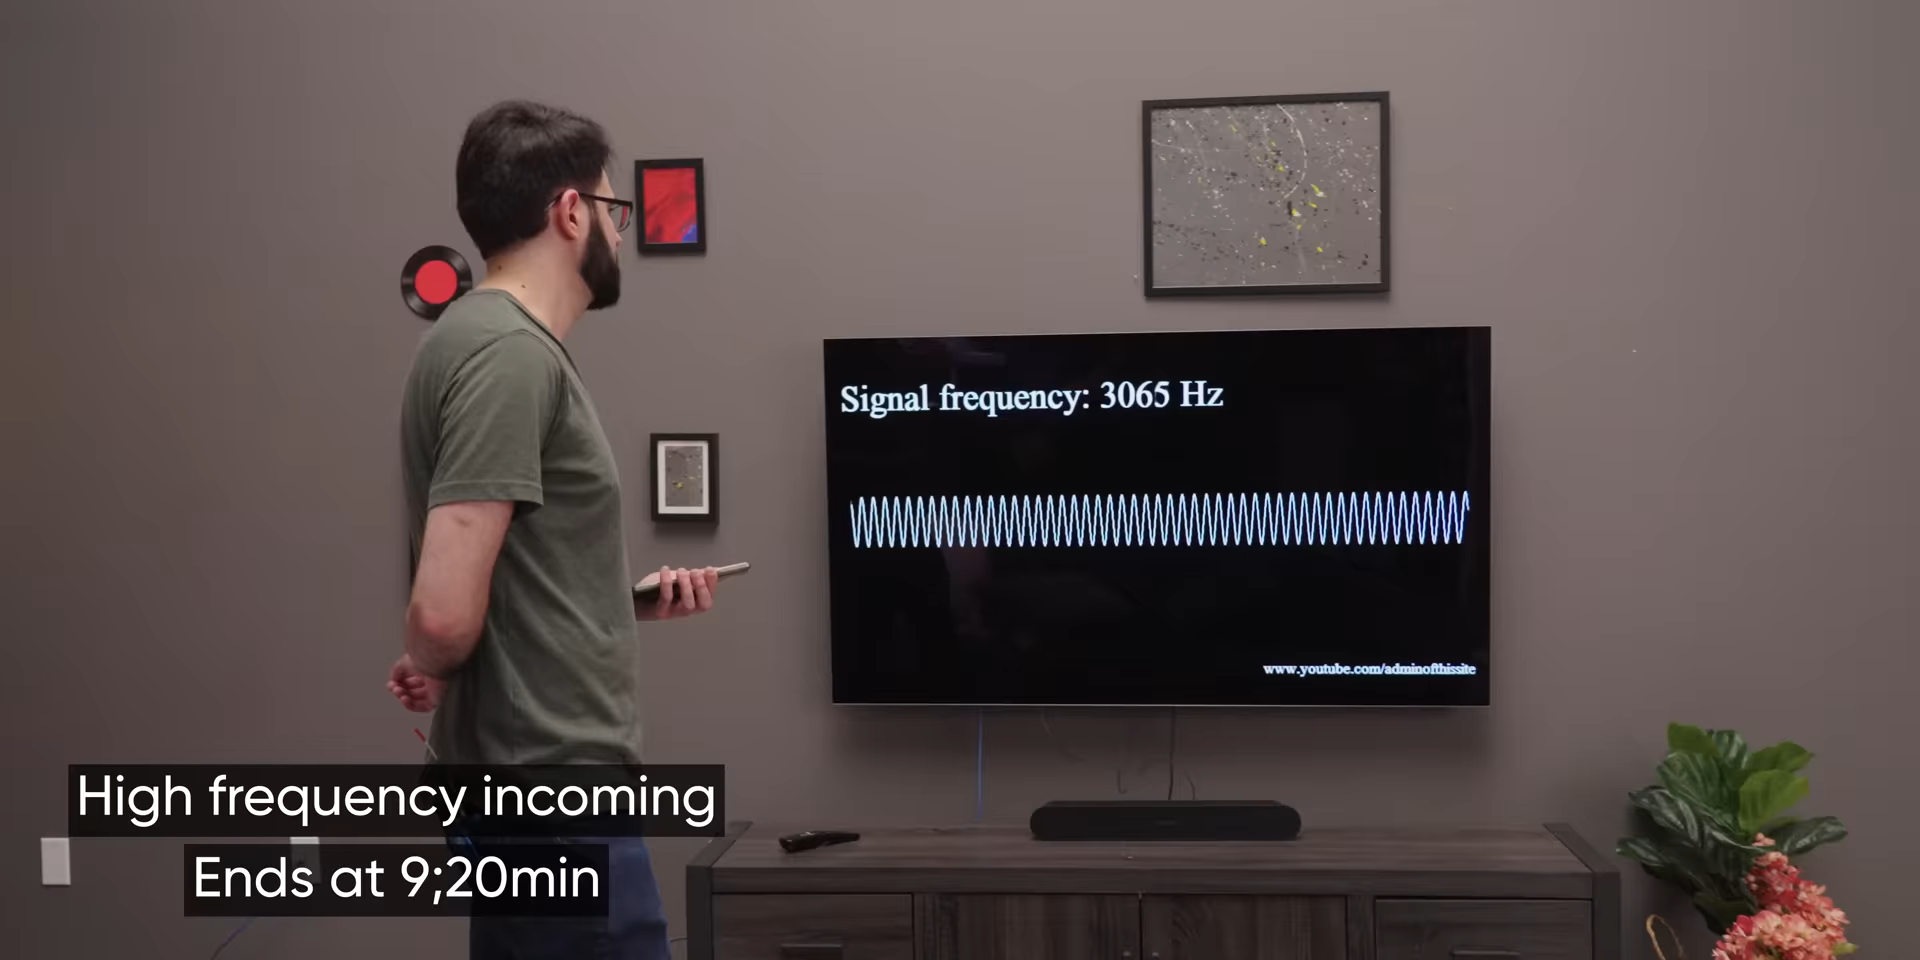 Signal frequency: 3065 Hz
www.youtube.com/adminofthissite
High frequency incoming
Ends at 9;20min